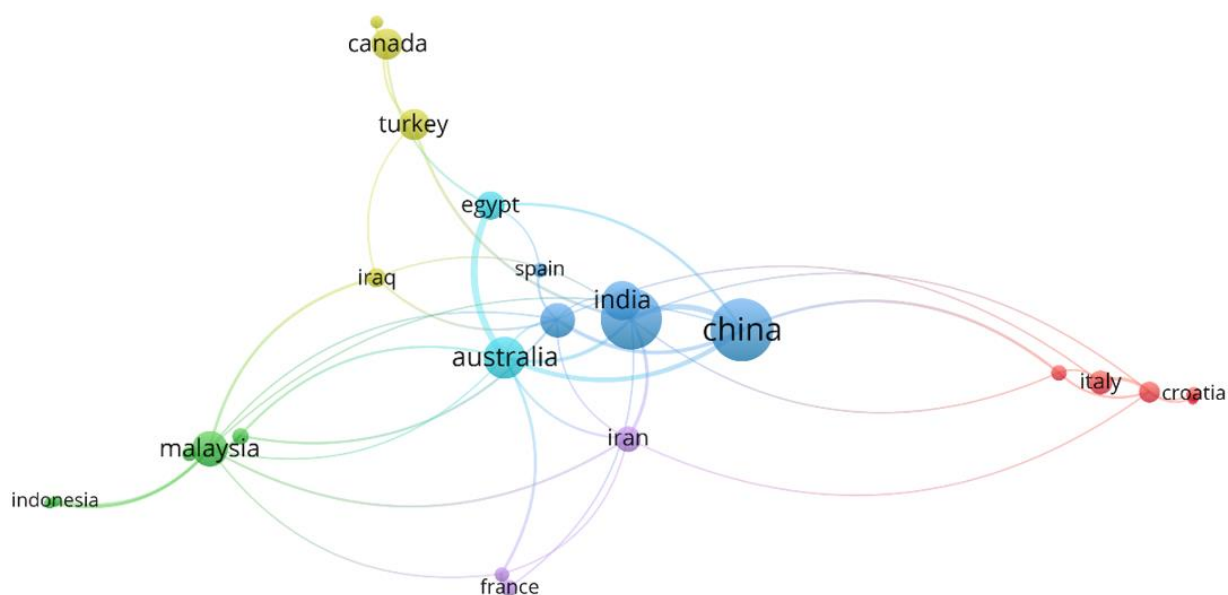 canada
turkey
egypt
spain
iraq
india
china
australia
italy
croatia
iran
malaysia
indonesia
france